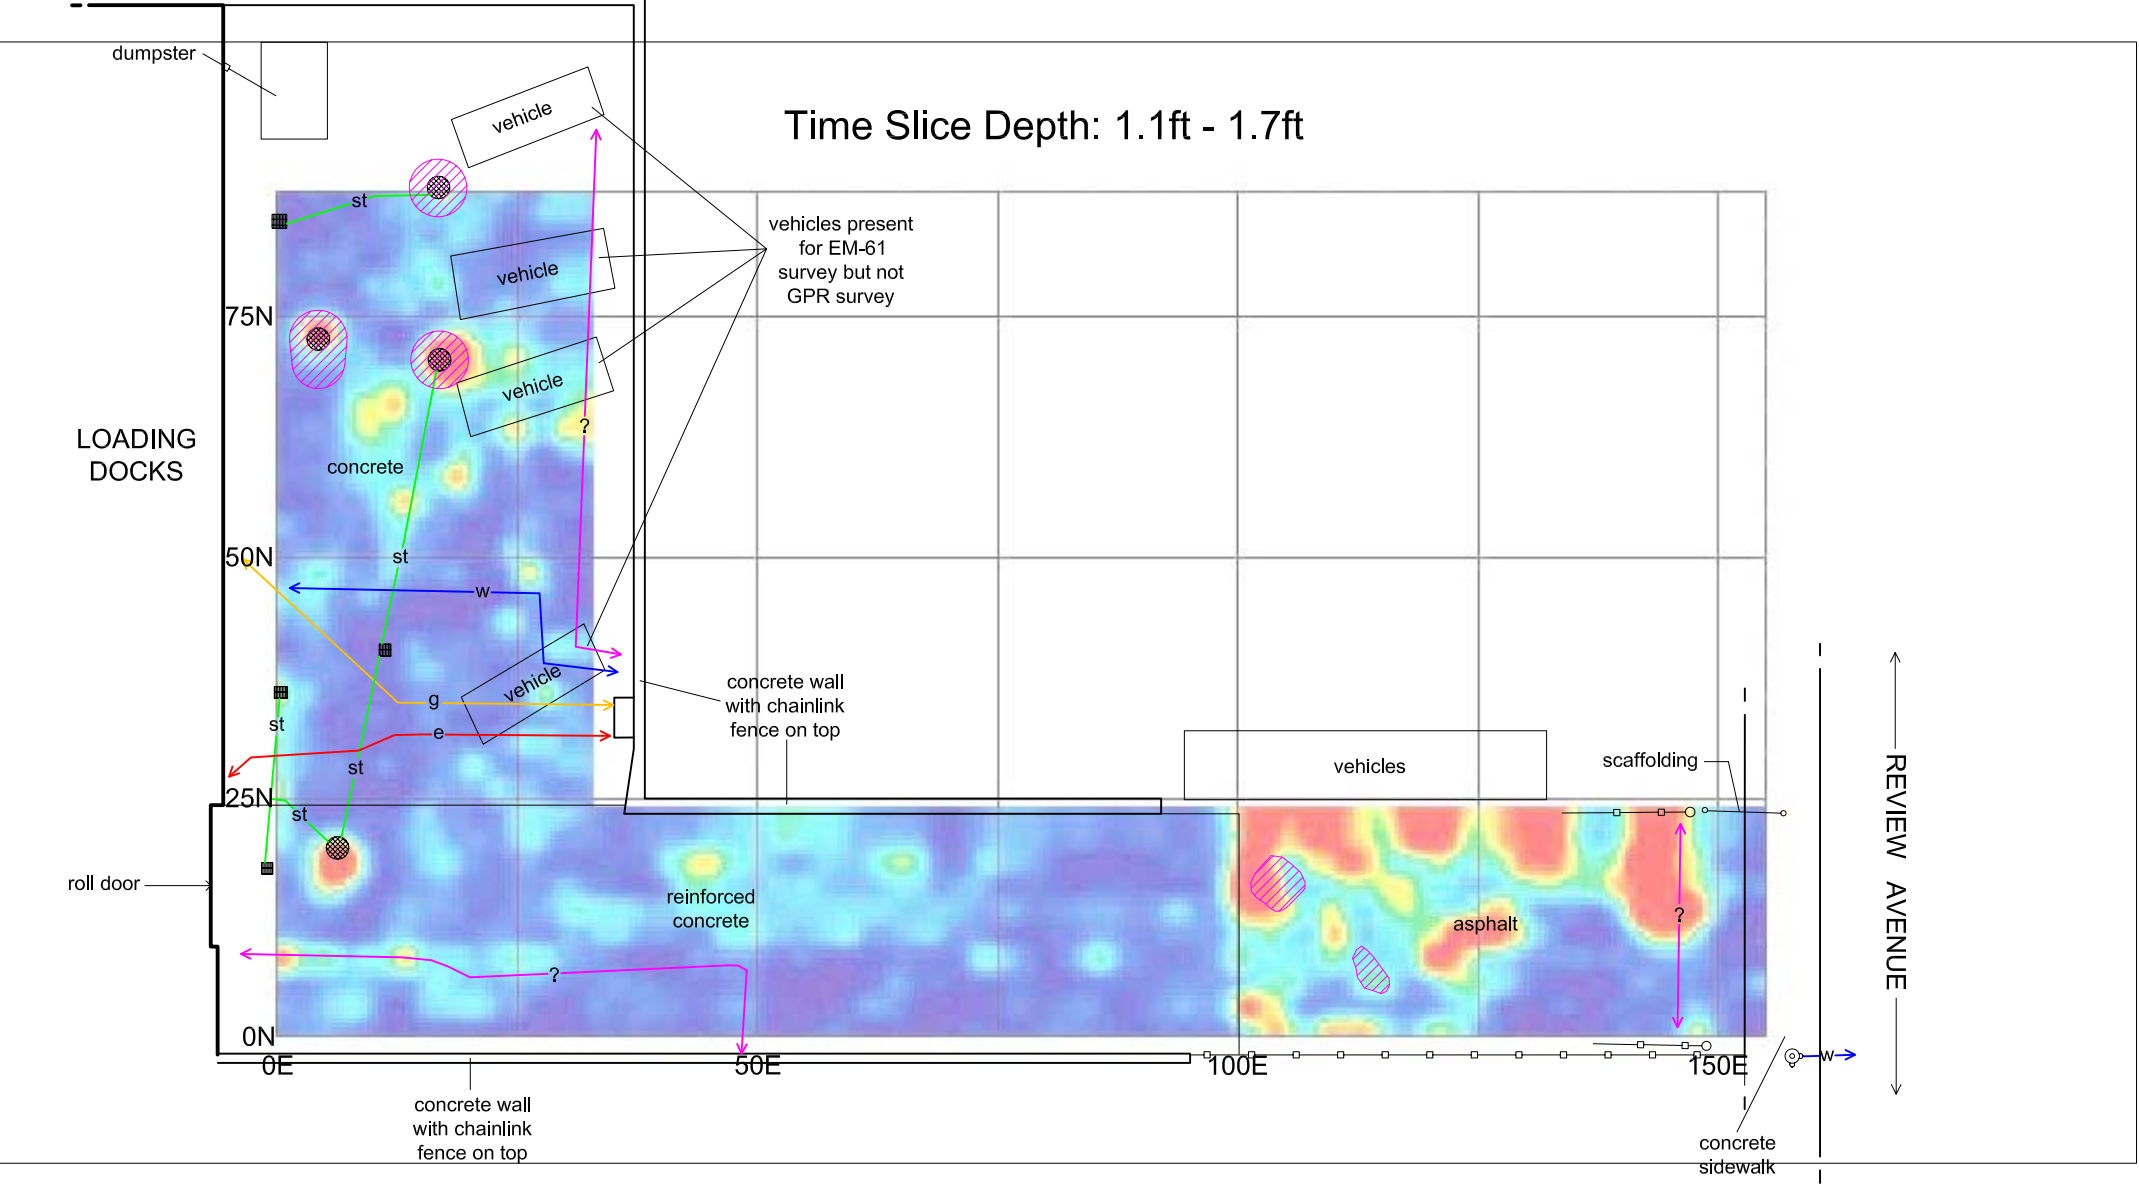 dumpster
vehicle
Time Slice Depth: 1.1ft - 1.7ft
st
vehicles present
for EM-61
survey but not
GPR survey
vehicle
75N
vehicle
?
LOADING
DOCKS
concrete
50N
st
w
vehicle
g
concrete wall
with chainlink
fence on top
st
e
st
vehicles
scaffolding
REVIEW AVENUE
25N
st
roll door
reinforced
concrete
asphalt
?
?
0N
0E
50E
100E
150E
w
concrete wall
with chainlink
fence on top
concrete
sidewalk